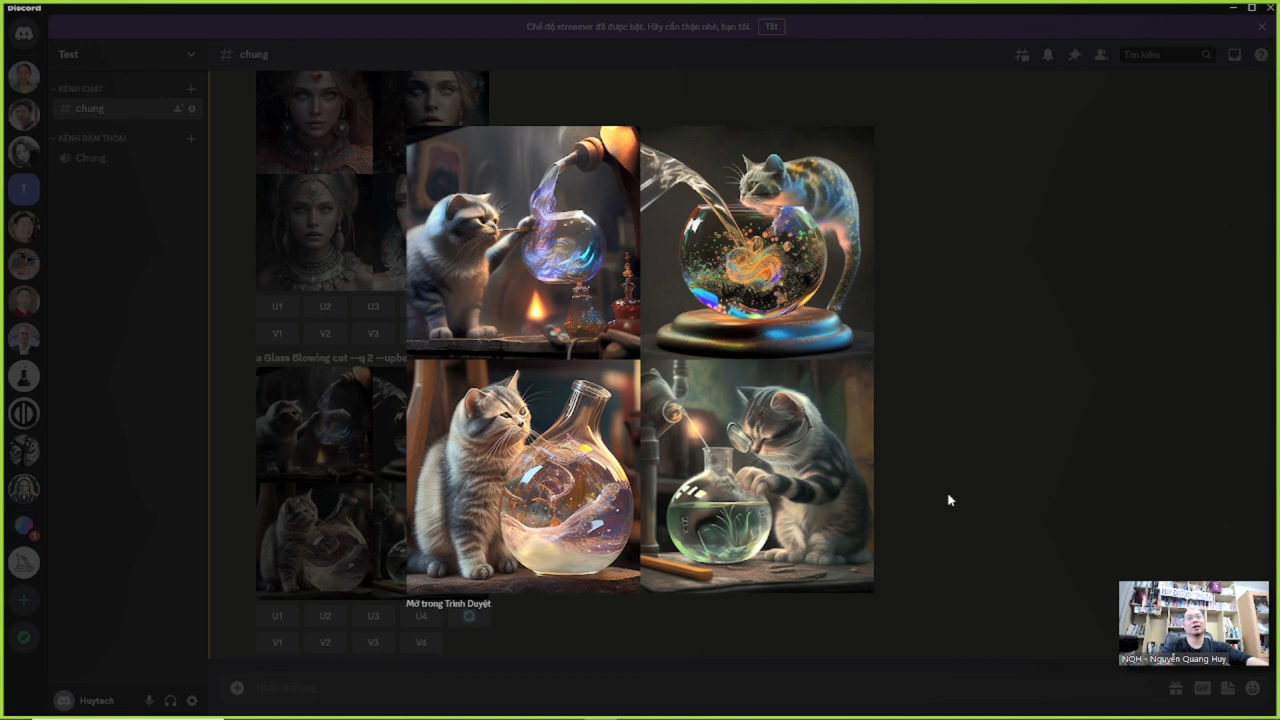 Discord
Chế độ streamer đã được bật. Hãy cẩn thận nhé, bạn tôi.
Tắt
Test
chung
Tìm kiếm
KÊNH CHAT
chung
KÊNH ĐÀM THOẠI
Chung
T
U1 U2 U3
V1 V2 V3
a Glass Blowing cat --q 2 --upbe
Mở trong Trình Duyệt
U1 U2 U3 U4
V1 V2 V3 V4
NQH - Nguyễn Quang Huy
Huytech
GIF